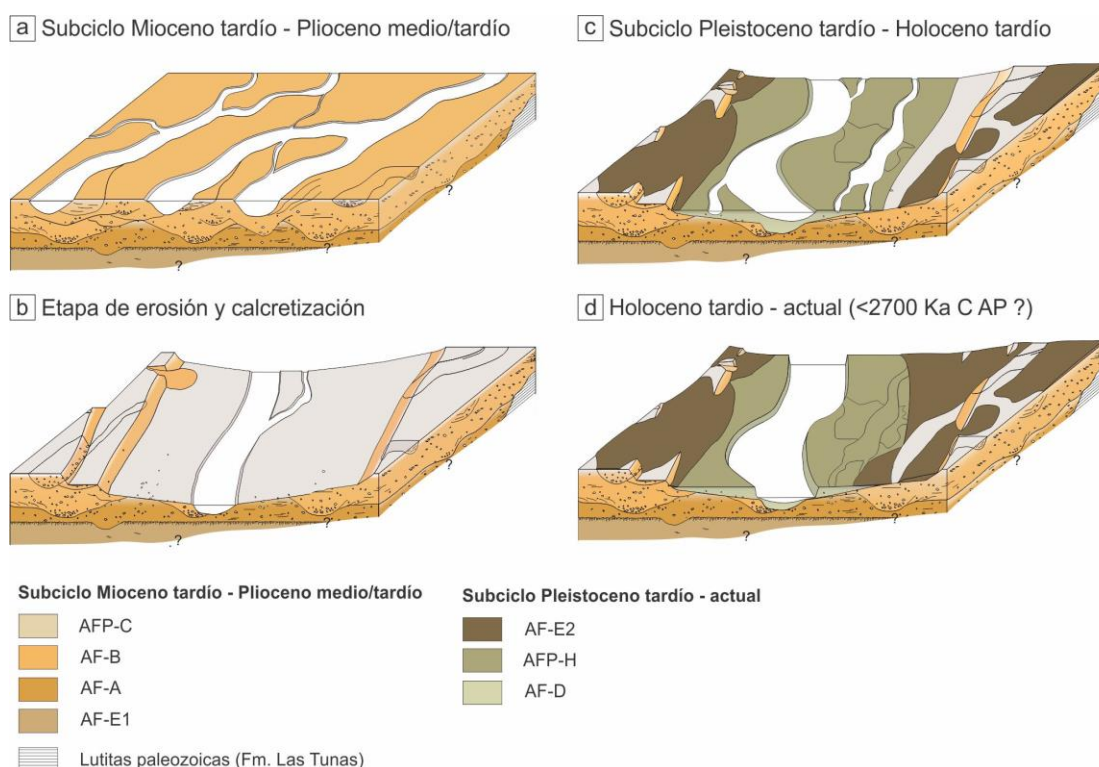 a Subciclo Mioceno tardío - Plioceno medio/tardío
?
?
?
b Etapa de erosión y calcretización
?
?
?
c Subciclo Pleistoceno tardío - Holoceno tardío
?
?
?
d Holoceno tardio - actual (<2700 Ka C AP ?)
?
?
?
Subciclo Mioceno tardío - Plioceno medio/tardío
AFP-C
AF-B
AF-A
AF-E1
Lutitas paleozoicas (Fm. Las Tunas)
Subciclo Pleistoceno tardío - actual
AF-E2
AFP-H
AF-D